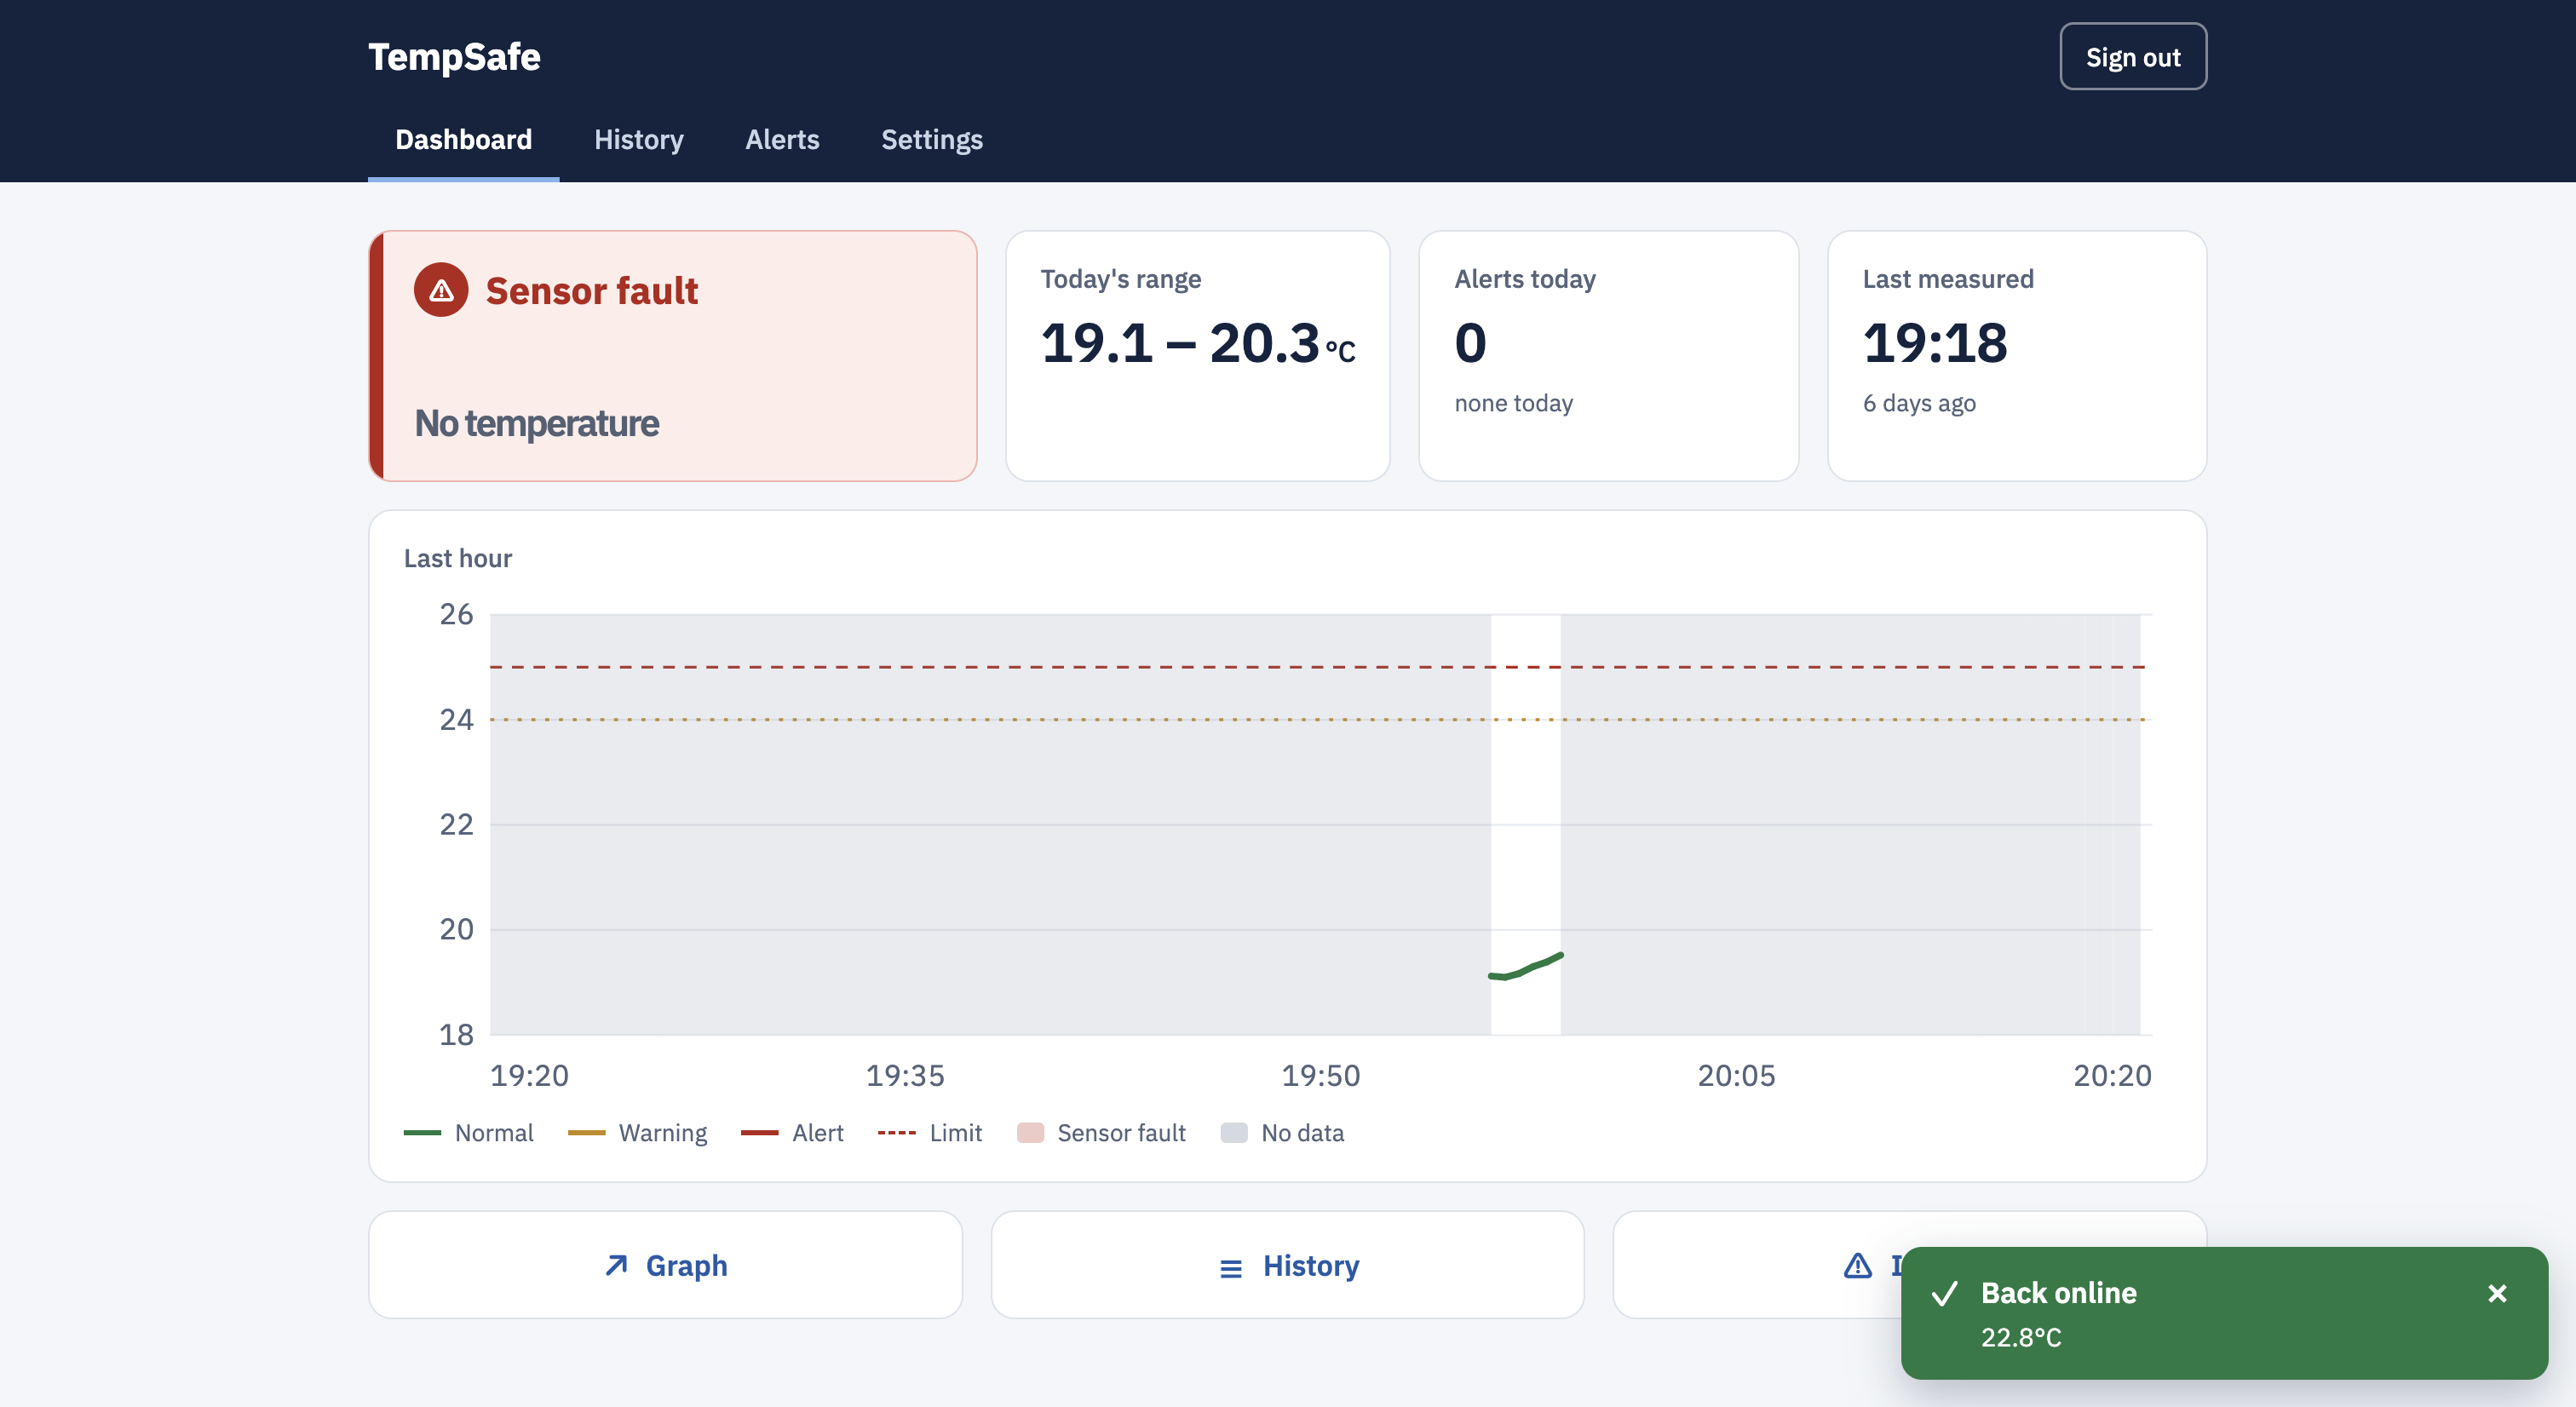 TempSafe
Sign out
Dashboard History Alerts Settings
Sensor fault
No temperature
Today's range
19.1 – 20.3 °C
Alerts today
0
none today
Last measured
19:18
6 days ago
Last hour
26
24
22
20
18
19:20 19:35 19:50 20:05 20:20
Normal Warning Alert Limit Sensor fault No data
Graph
History
Back online
22.8°C